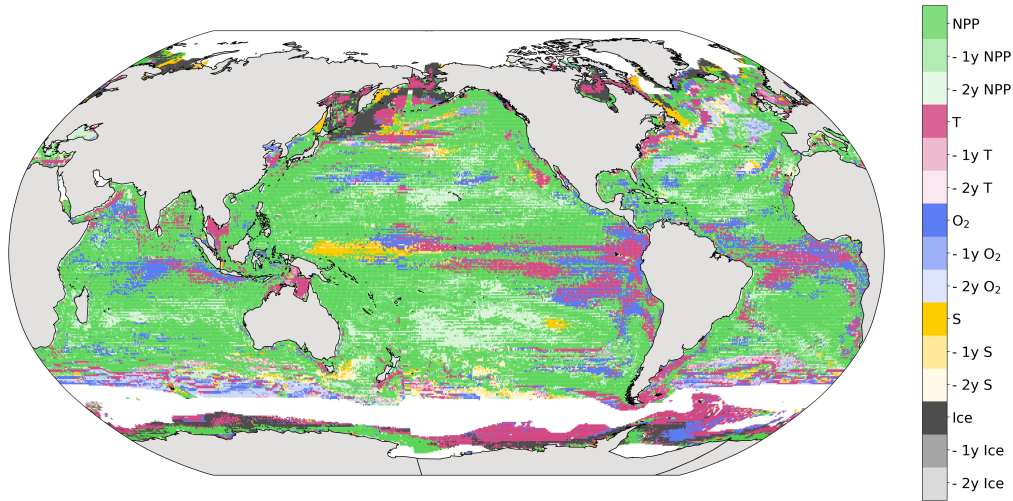 NPP
- 1y NPP
- 2y NPP
T
- 1y T
- 2y T
O₂
- 1y O₂
- 2y O₂
S
- 1y S
- 2y S
Ice
- 1y Ice
- 2y Ice